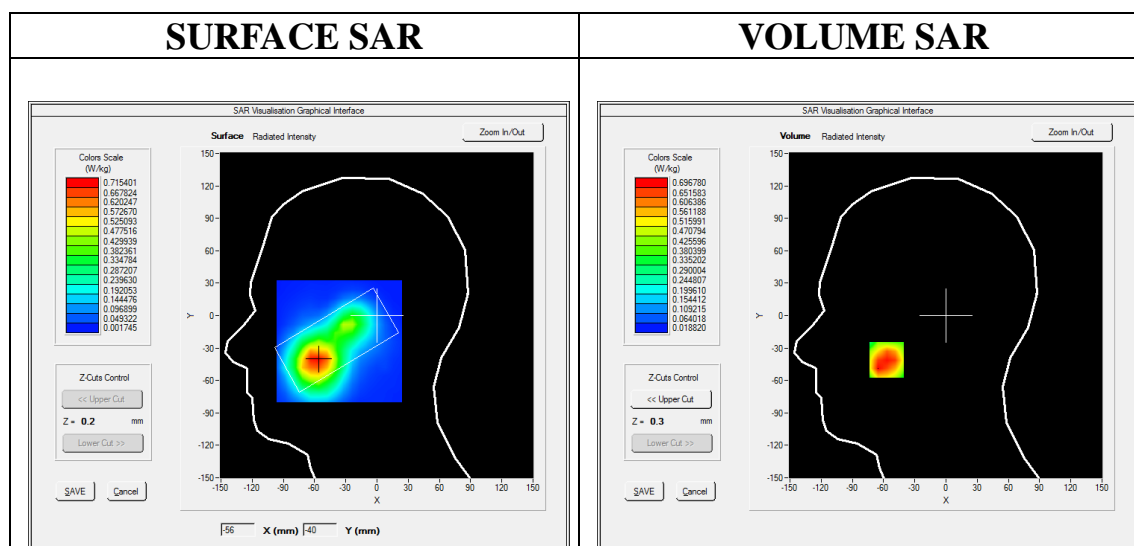 SURFACE SAR
VOLUME SAR
SAR Visualisation Graphical Interface
Surface Radiated Intensity
Zoom In/Out
Colors Scale
(W/kg)
0.715401
0.667824
0.620247
0.572670
0.525093
0.477516
0.429939
0.382361
0.334784
0.287207
0.239630
0.192053
0.144476
0.096899
0.049322
0.001745
Z-Cuts Control
<< Upper Cut
Z = 0.2 mm
Lower Cut >>
SAVE Cancel
150
120
90
60
30
0
-30
-60
-90
-120
-150
Y
-150 -120 -90 -60 -30 0 30 60 90 120 150
X
-56 X (mm) -40 Y (mm)
SAR Visualisation Graphical Interface
Volume Radiated Intensity
Zoom In/Out
Colors Scale
(W/kg)
0.696780
0.651583
0.606386
0.561188
0.515991
0.470794
0.425596
0.380399
0.335202
0.290004
0.244807
0.199610
0.154412
0.109215
0.064018
0.018820
Z-Cuts Control
<< Upper Cut
Z = 0.3 mm
Lower Cut >>
SAVE Cancel
150
120
90
60
30
0
-30
-60
-90
-120
-150
Y
-150 -120 -90 -60 -30 0 30 60 90 120 150
X